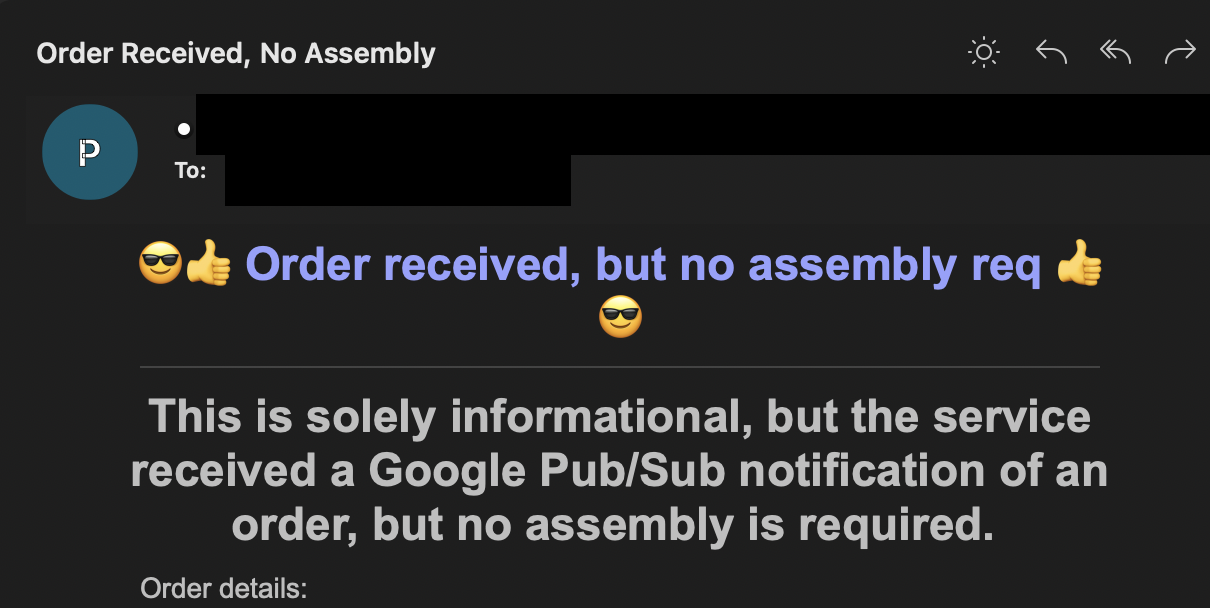 Order Received, No Assembly
P
To:
😎👍 Order received, but no assembly req 👍
😎
This is solely informational, but the service
received a Google Pub/Sub notification of an
order, but no assembly is required.
Order details: